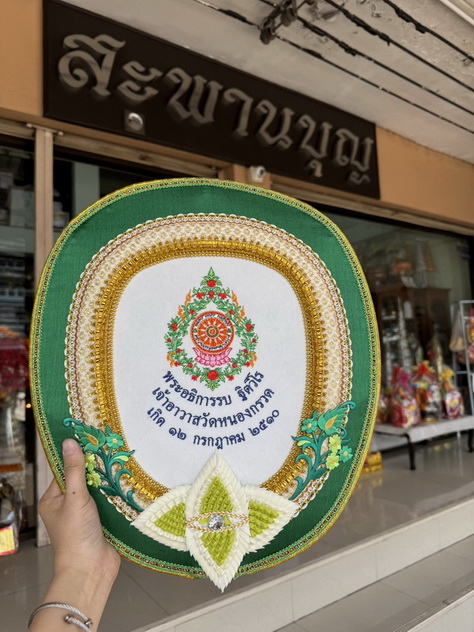 สะพานบุญ
พระอธิการรบ ฐิตวิโร
เจ้าอาวาสวัดหนองกรวด
เกิด ๑๒ กรกฎาคม ๒๕๑๐